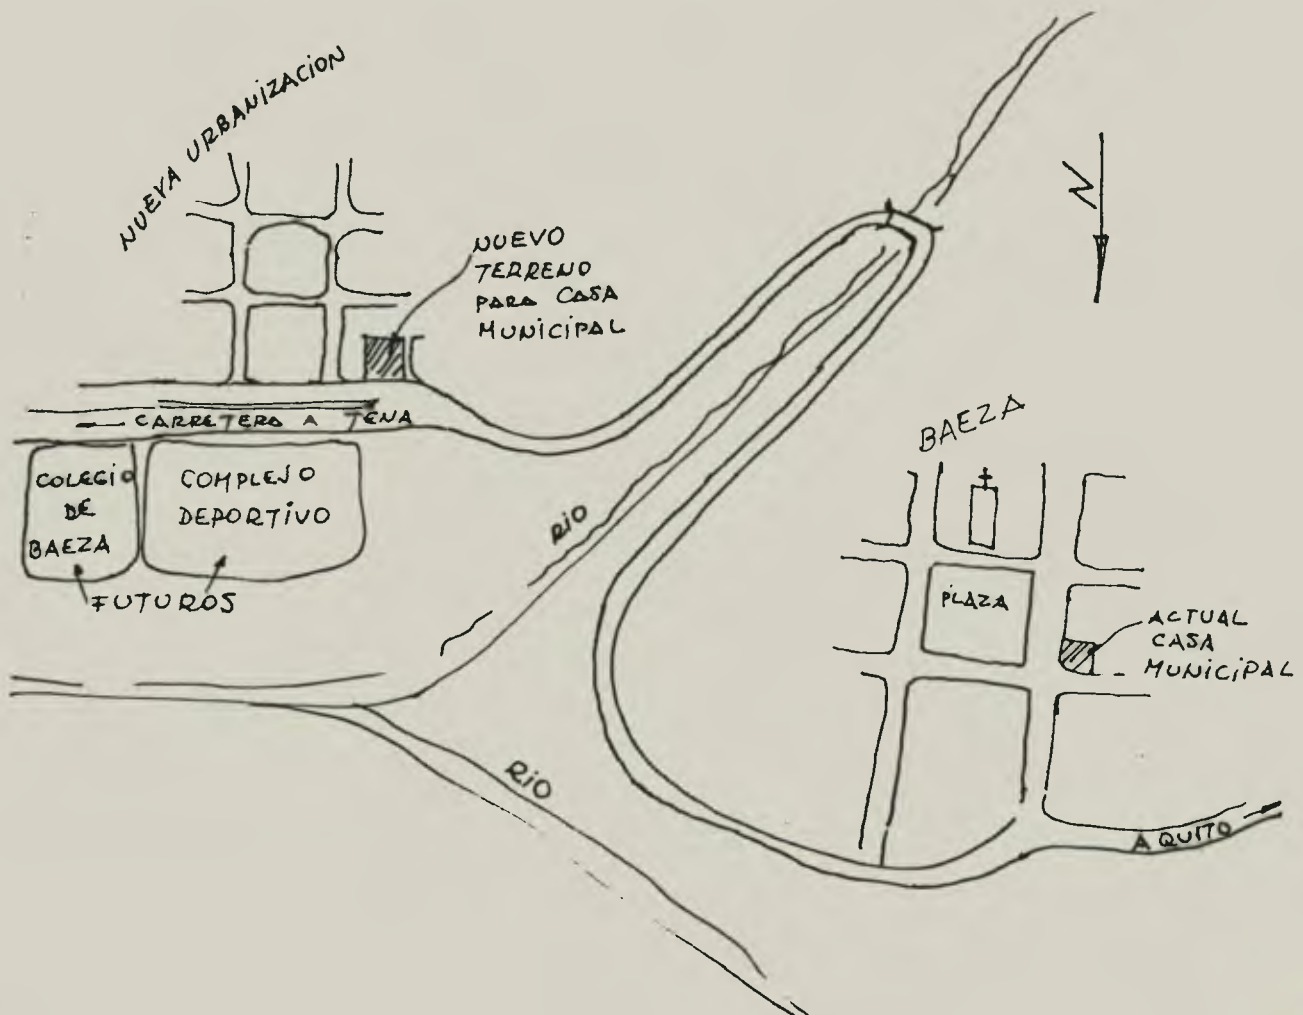 NUEVA URBANIZACION
NUEVO
TERRENO
PARA CASA
MUNICIPAL
N
CARRETERA A TENA
COLEGIO
DE
BAEZA
COMPLEJO
DEPORTIVO
FUTUROS
RIO
RIO
BAEZA
PLAZA
ACTUAL
CASA
MUNICIPAL
A QUITO